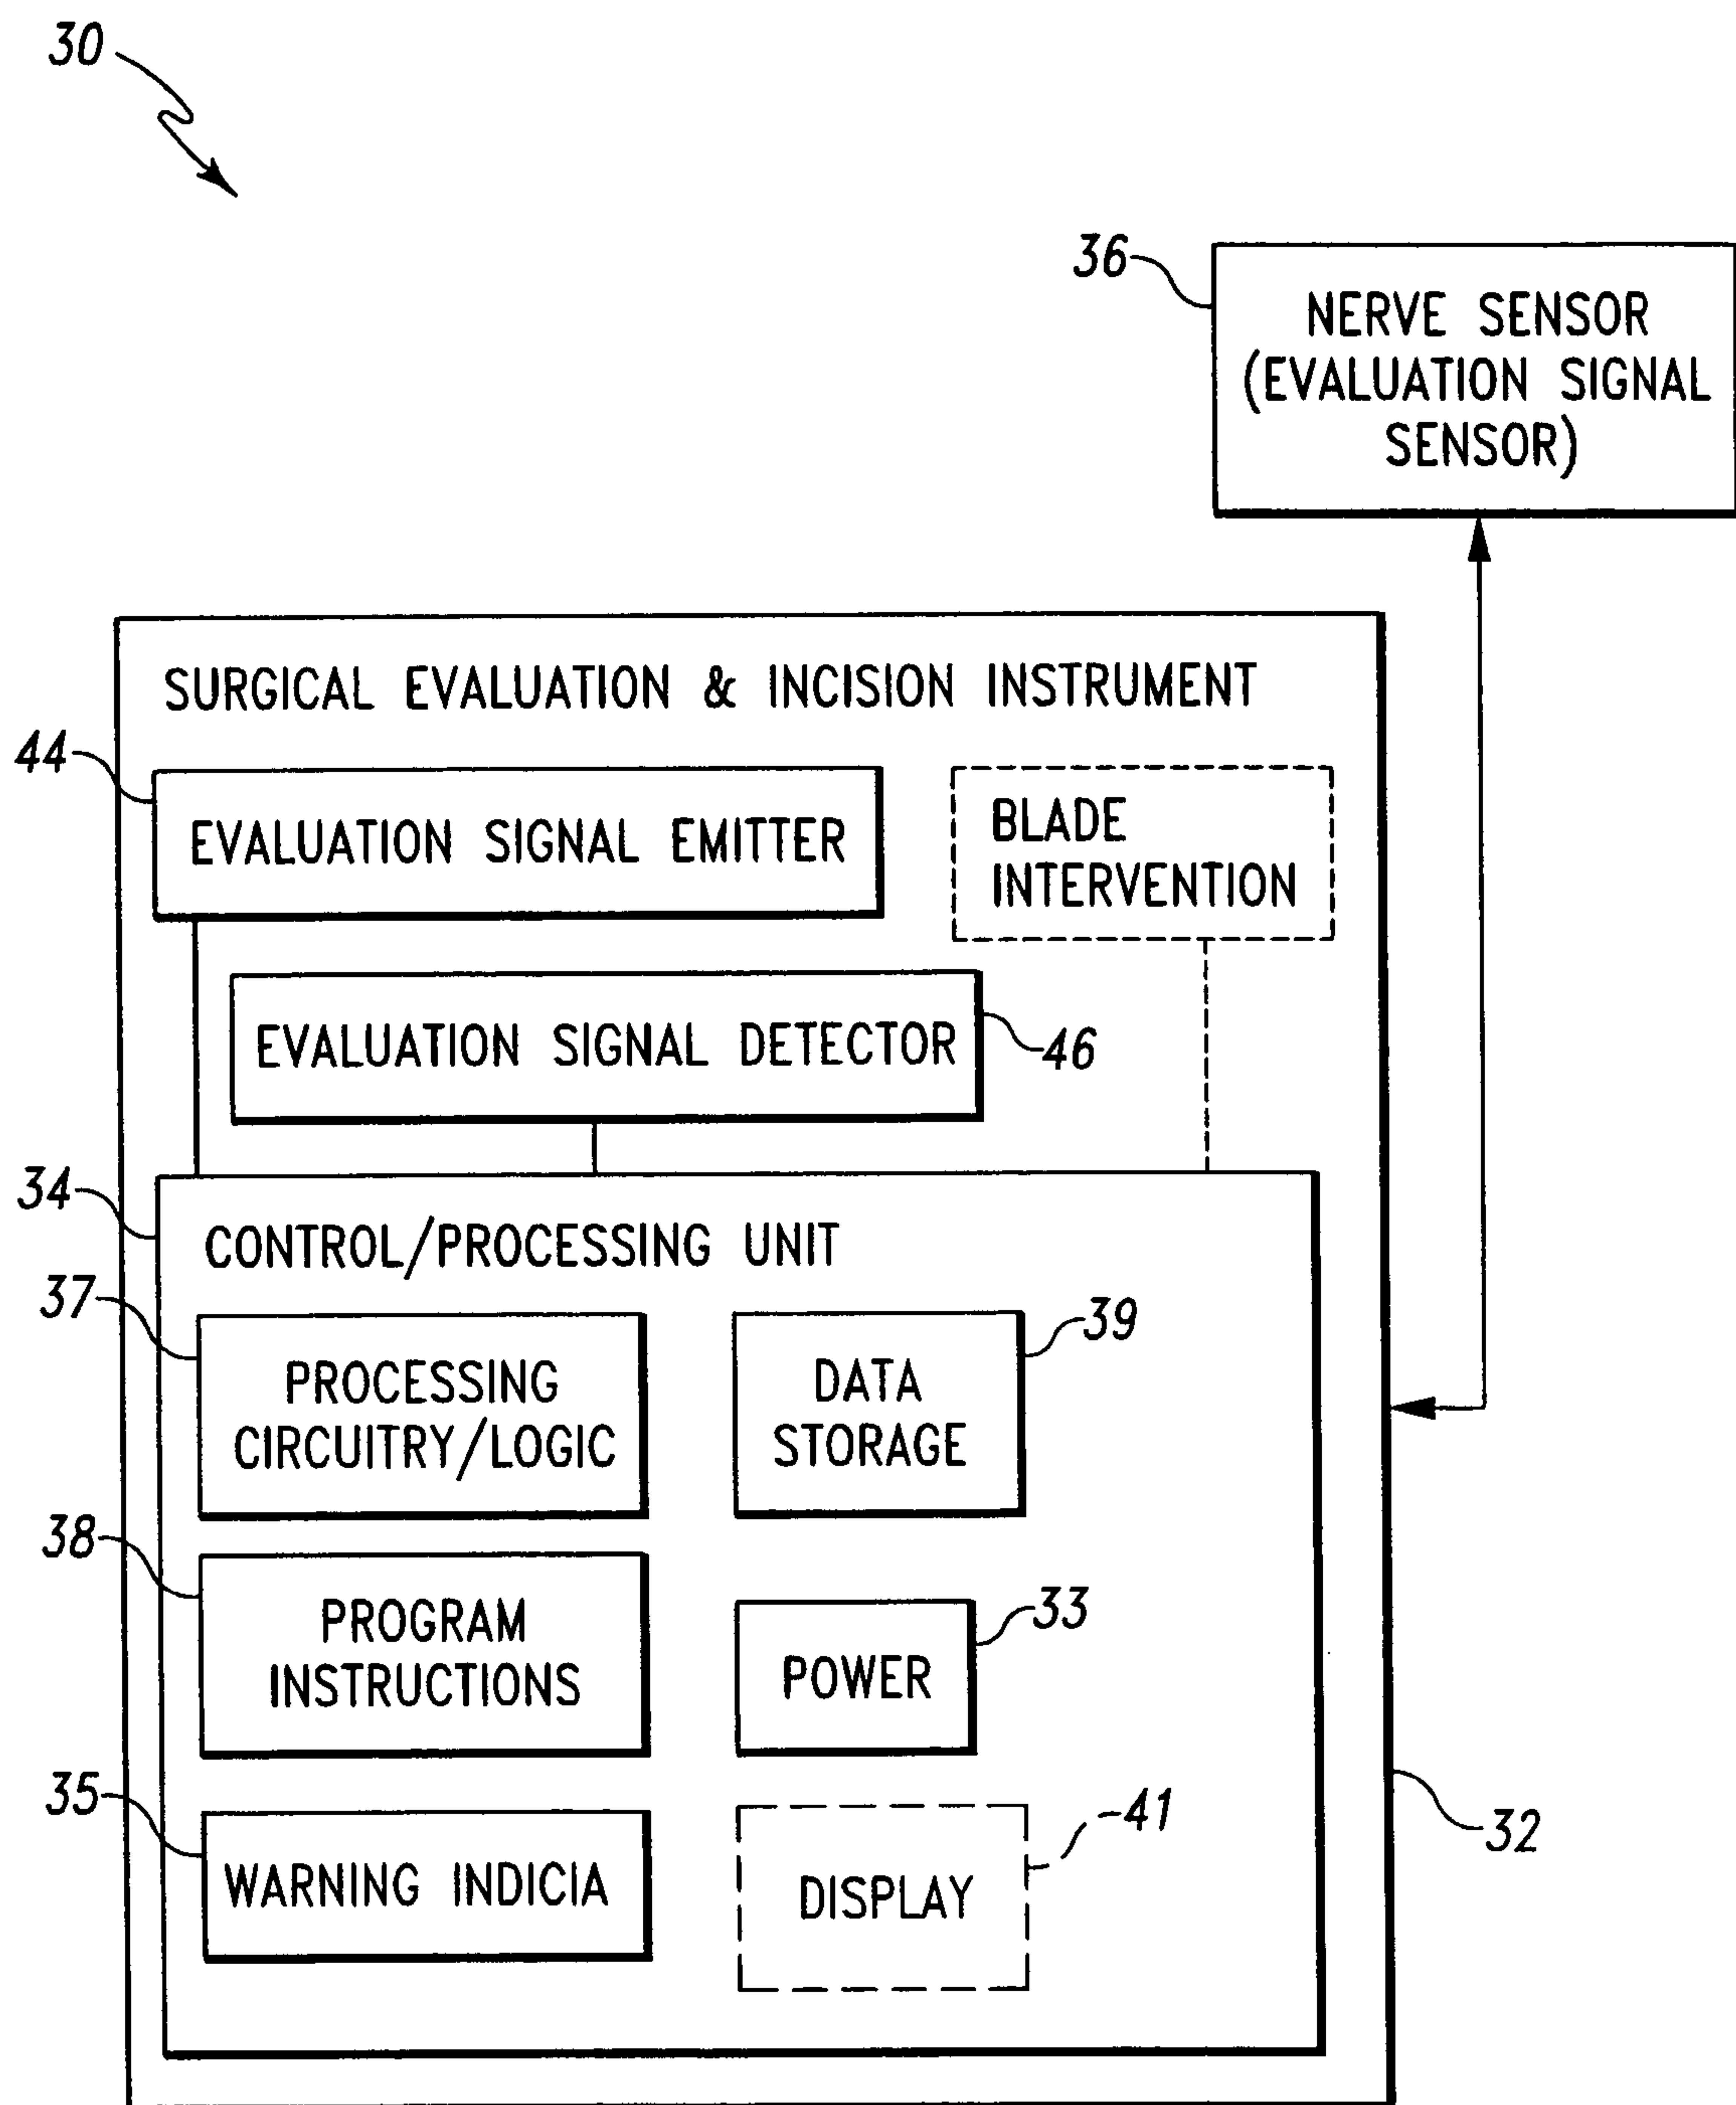 30
36
NERVE SENSOR
(EVALUATION SIGNAL
SENSOR)
SURGICAL EVALUATION & INCISION INSTRUMENT
44
EVALUATION SIGNAL EMITTER
BLADE
INTERVENTION
EVALUATION SIGNAL DETECTOR
46
34
CONTROL/PROCESSING UNIT
37
PROCESSING
CIRCUITRY/LOGIC
DATA
STORAGE
39
38
PROGRAM
INSTRUCTIONS
POWER
33
35
WARNING INDICIA
DISPLAY
41
32